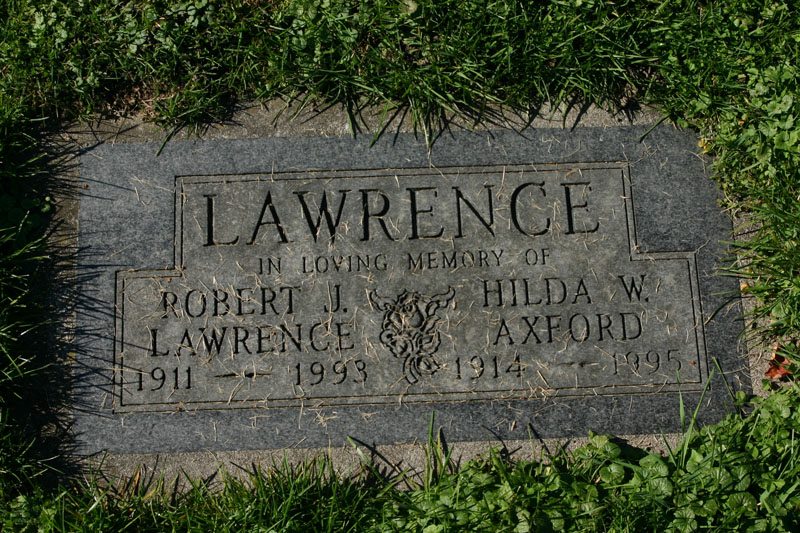 LAWRENCE
IN LOVING MEMORY OF
ROBERT J.
LAWRENCE
1911 — 1993
HILDA W.
AXFORD
1914 — 1995